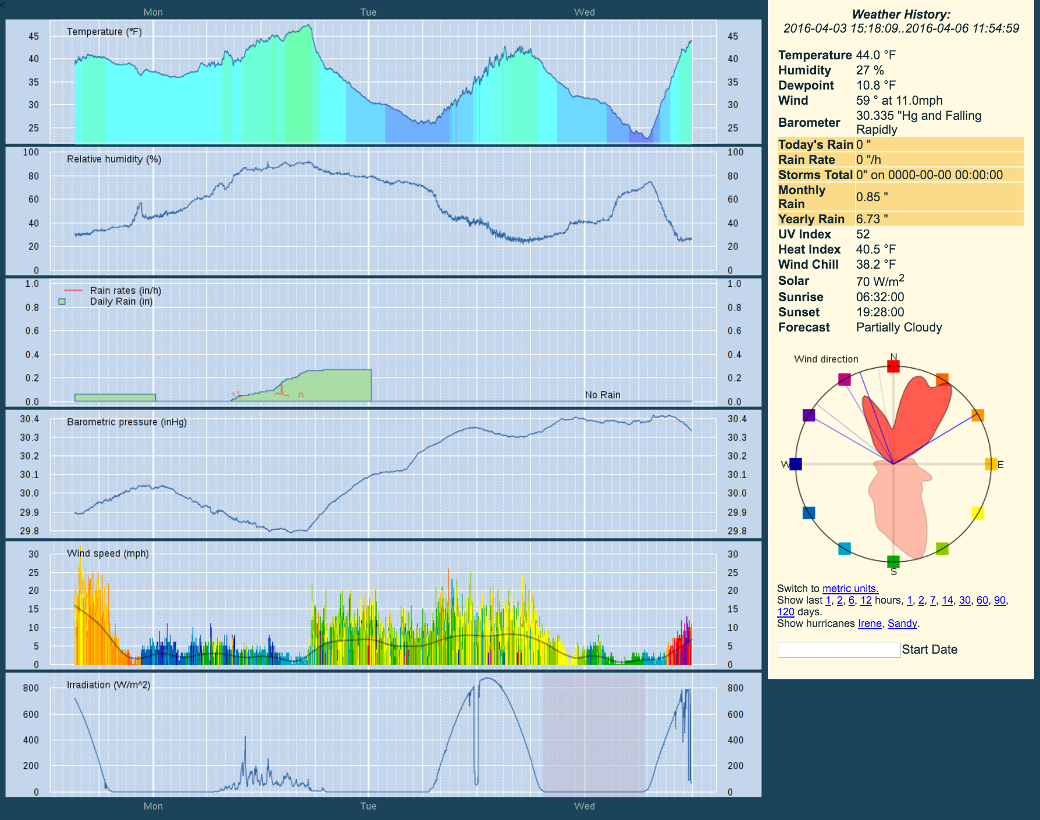 <
Mon Tue Wed
Temperature (°F)
45
40
35
30
25
45
40
35
30
25
Relative humidity (%)
100
80
60
40
20
0
100
80
60
40
20
0
Rain rates (in/h)
Daily Rain (in)
No Rain
1.0
0.8
0.6
0.4
0.2
0.0
1.0
0.8
0.6
0.4
0.2
0.0
Barometric pressure (inHg)
30.4
30.3
30.2
30.1
30.0
29.9
29.8
30.4
30.3
30.2
30.1
30.0
29.9
29.8
Wind speed (mph)
30
25
20
15
10
5
0
30
25
20
15
10
5
0
Irradiation (W/m^2)
800
600
400
200
0
800
600
400
200
0
Mon Tue Wed
Weather History:
2016-04-03 15:18:09..2016-04-06 11:54:59
Temperature 44.0 °F
Humidity 27 %
Dewpoint 10.8 °F
Wind 59 ° at 11.0mph
Barometer 30.335 "Hg and Falling
Rapidly
Today's Rain 0 "
Rain Rate 0 "/h
Storms Total 0" on 0000-00-00 00:00:00
Monthly
Rain 0.85 "
Yearly Rain 6.73 "
UV Index 52
Heat Index 40.5 °F
Wind Chill 38.2 °F
Solar 70 W/m2
Sunrise 06:32:00
Sunset 19:28:00
Forecast Partially Cloudy
Wind direction
N
W E
S
Switch to metric units.
Show last 1, 2, 6, 12 hours, 1, 2, 7, 14, 30, 60, 90,
120 days.
Show hurricanes Irene, Sandy.
Start Date